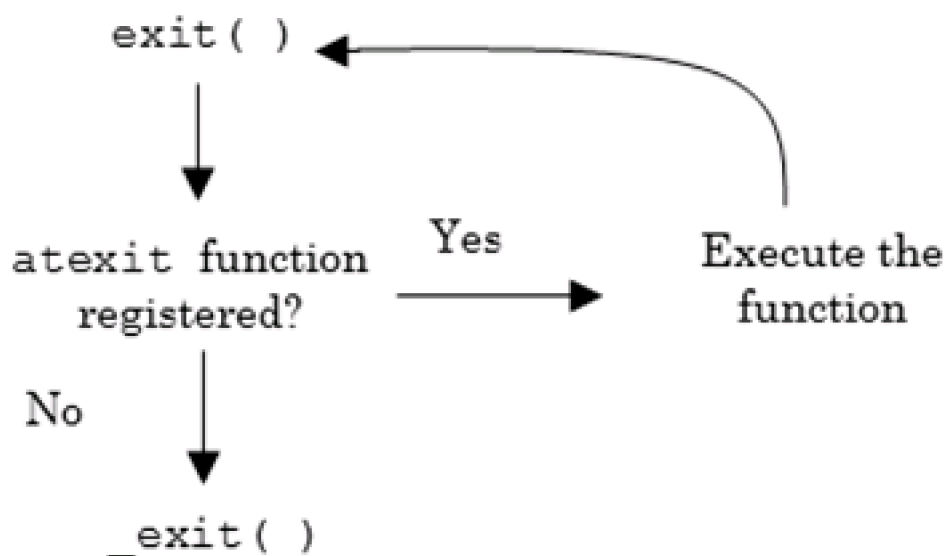 exit( )
atexit function
registered?
Yes
Execute the
function
No
_exit( )